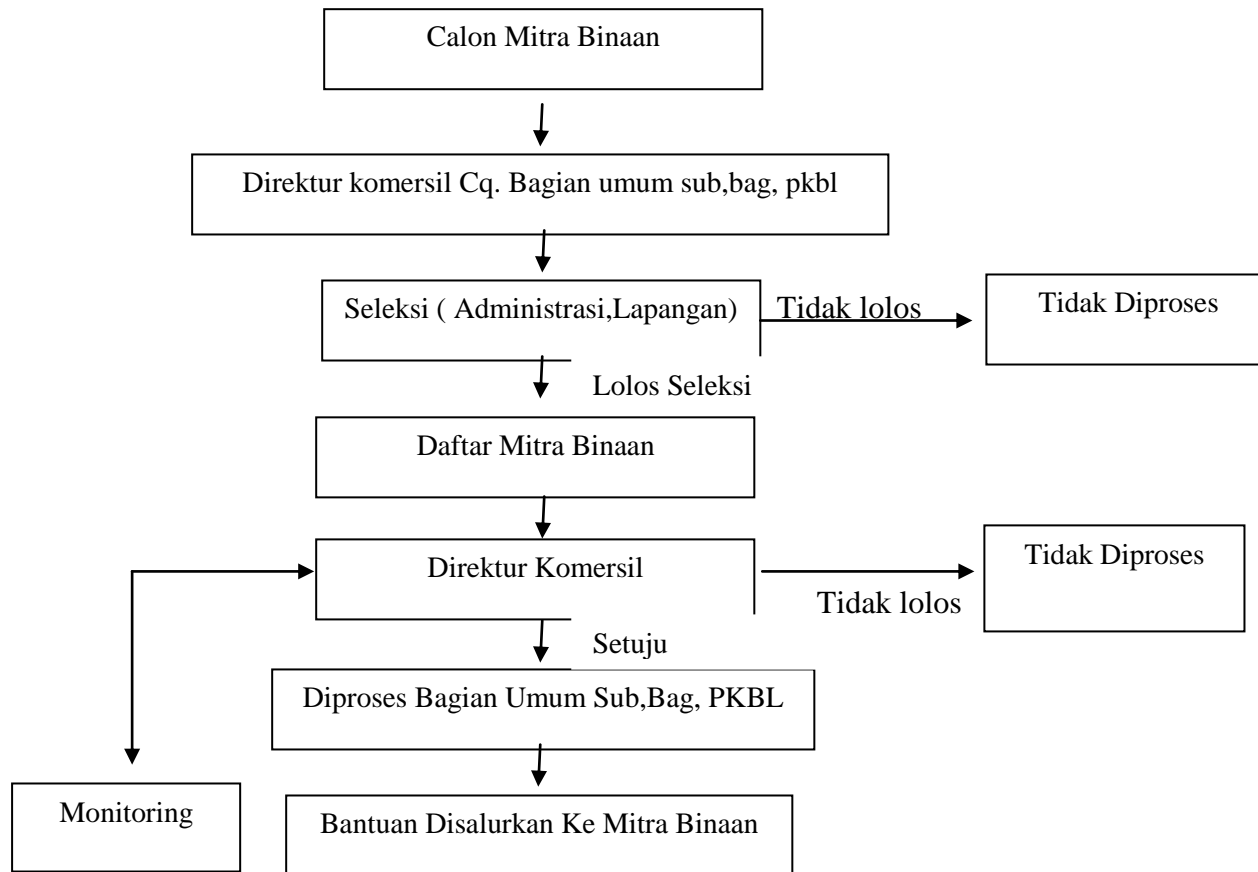 Calon Mitra Binaan
Direktur komersil Cq. Bagian umum sub,bag, pkbl
Seleksi ( Administrasi,Lapangan)
Tidak lolos
Tidak Diproses
Lolos Seleksi
Daftar Mitra Binaan
Direktur Komersil
Tidak lolos
Tidak Diproses
Setuju
Diproses Bagian Umum Sub,Bag, PKBL
Monitoring
Bantuan Disalurkan Ke Mitra Binaan